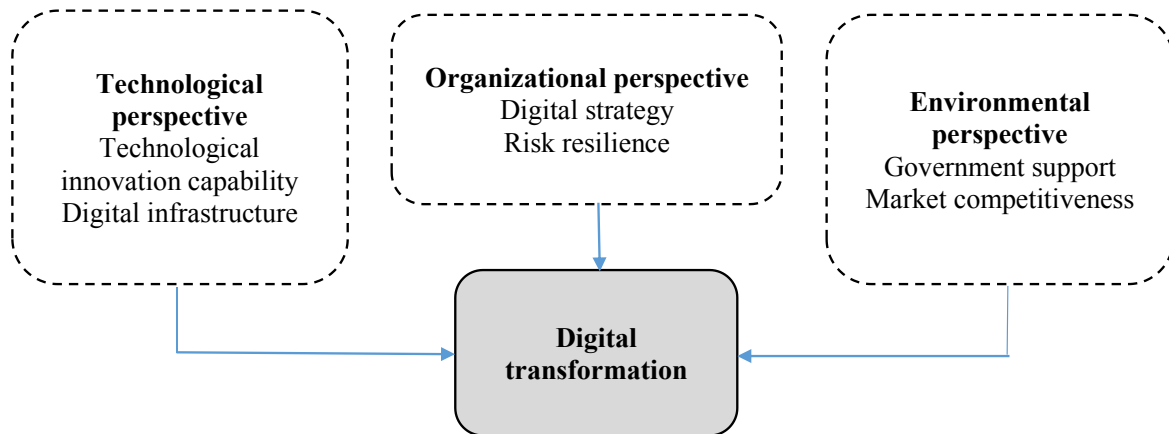 Technological
perspective
Technological
innovation capability
Digital infrastructure
Organizational perspective
Digital strategy
Risk resilience
Environmental
perspective
Government support
Market competitiveness
Digital
transformation